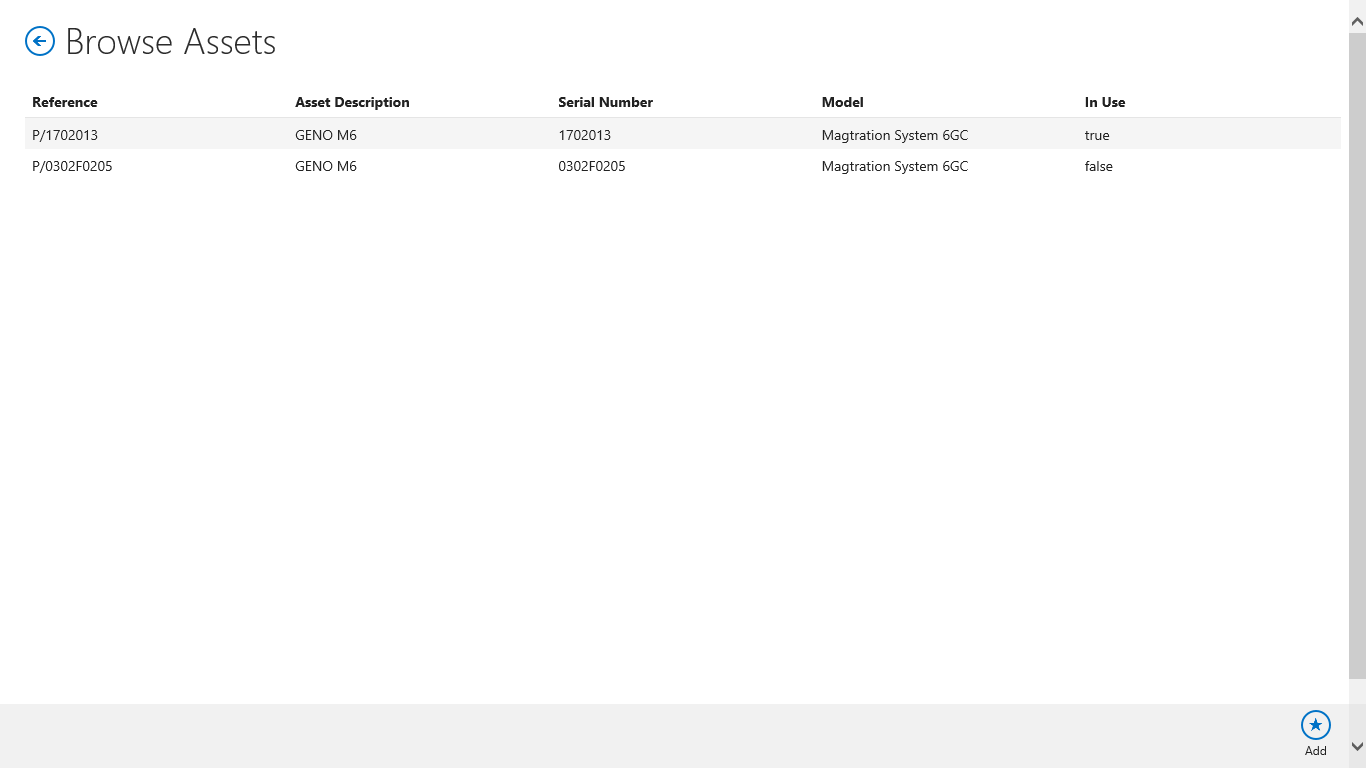 Browse Assets
Reference Asset Description Serial Number Model In Use
P/1702013 GENO M6 1702013 Magtration System 6GC true
P/0302F0205 GENO M6 0302F0205 Magtration System 6GC false
Add